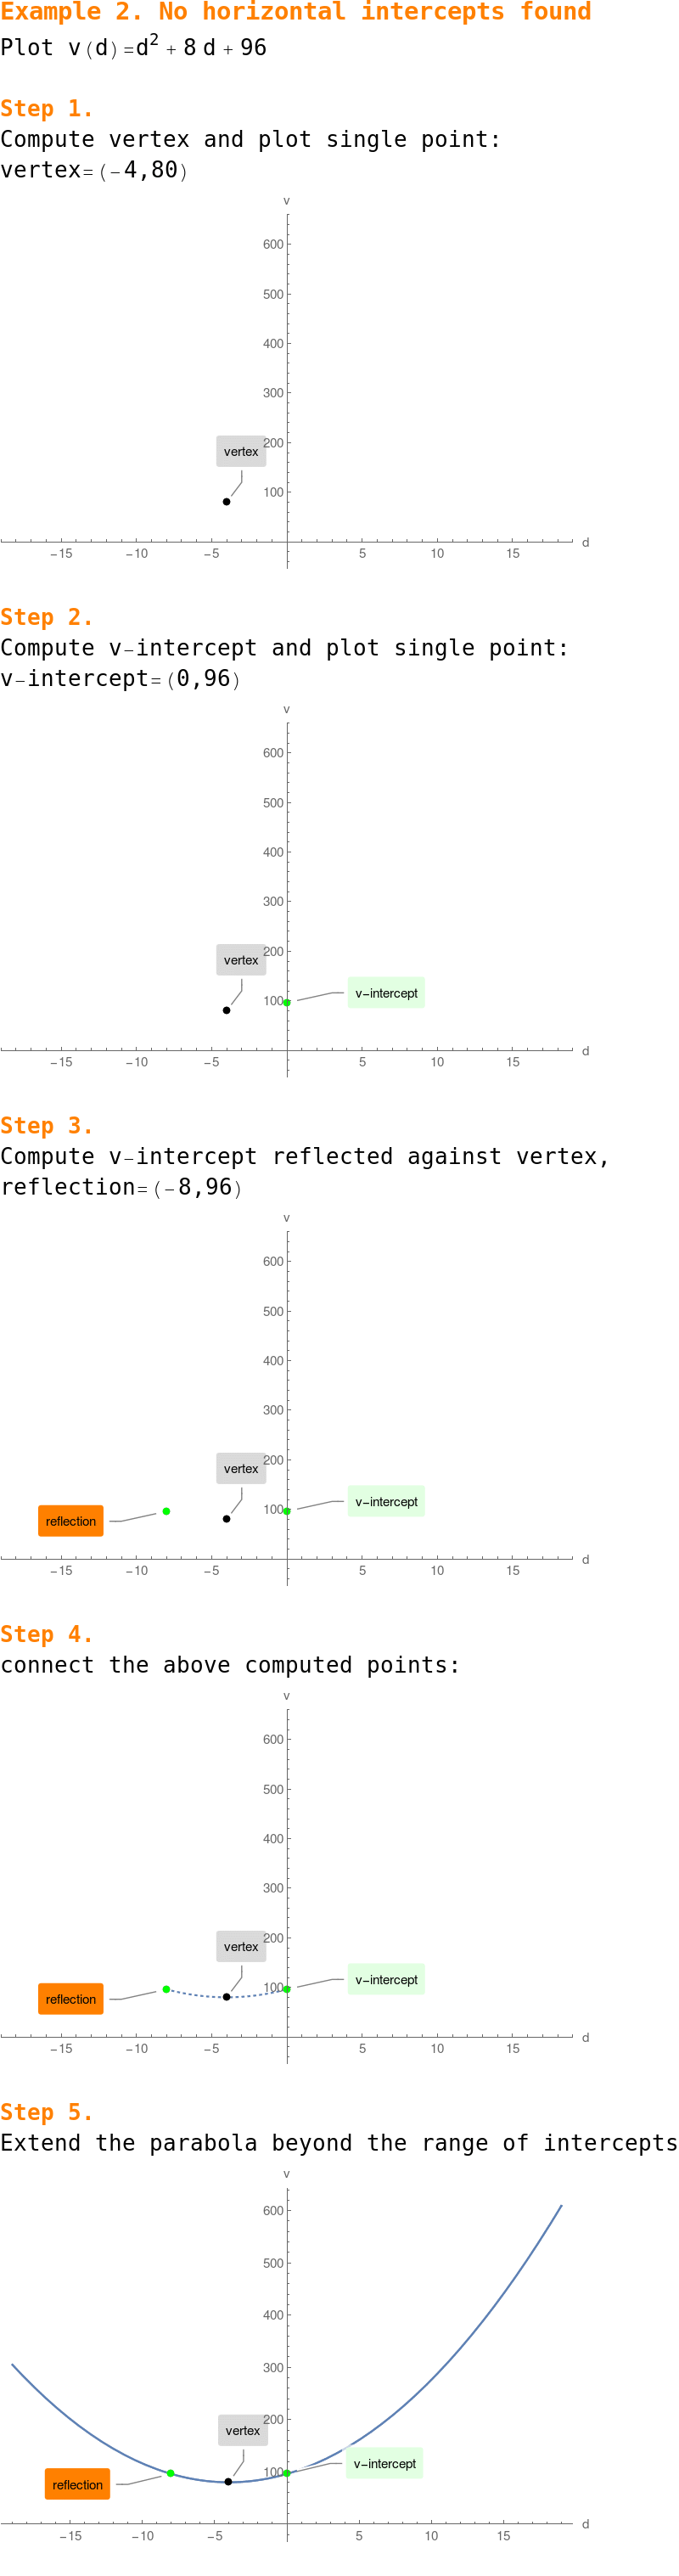 Example 2. No horizontal intercepts found
Plot v(d)=d² + 8 d + 96
Step 1.
Compute vertex and plot single point:
vertex=(-4,80)
v
600
500
400
300
200
vertex
100
-15 -10 -5 5 10 15 d
Step 2.
Compute v-intercept and plot single point:
v-intercept=(0,96)
v
600
500
400
300
200
vertex
100 v-intercept
-15 -10 -5 5 10 15 d
Step 3.
Compute v-intercept reflected against vertex,
reflection=(-8,96)
v
600
500
400
300
200
vertex
100 v-intercept
reflection
-15 -10 -5 5 10 15 d
Step 4.
connect the above computed points:
v
600
500
400
300
200
vertex
100 v-intercept
reflection
-15 -10 -5 5 10 15 d
Step 5.
Extend the parabola beyond the range of intercepts
v
600
500
400
300
200
vertex
100 v-intercept
reflection
-15 -10 -5 5 10 15 d